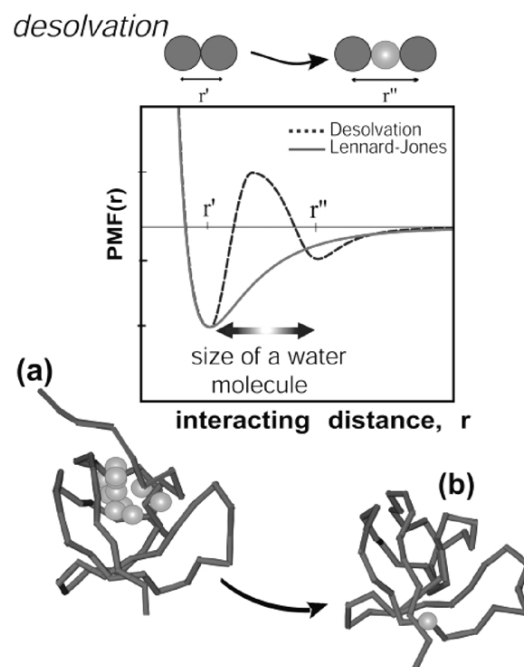 desolvation
r'
r''
Desolvation
Lennard-Jones
r'
r''
PMF(r)
size of a water
molecule
interacting distance, r
(a)
(b)